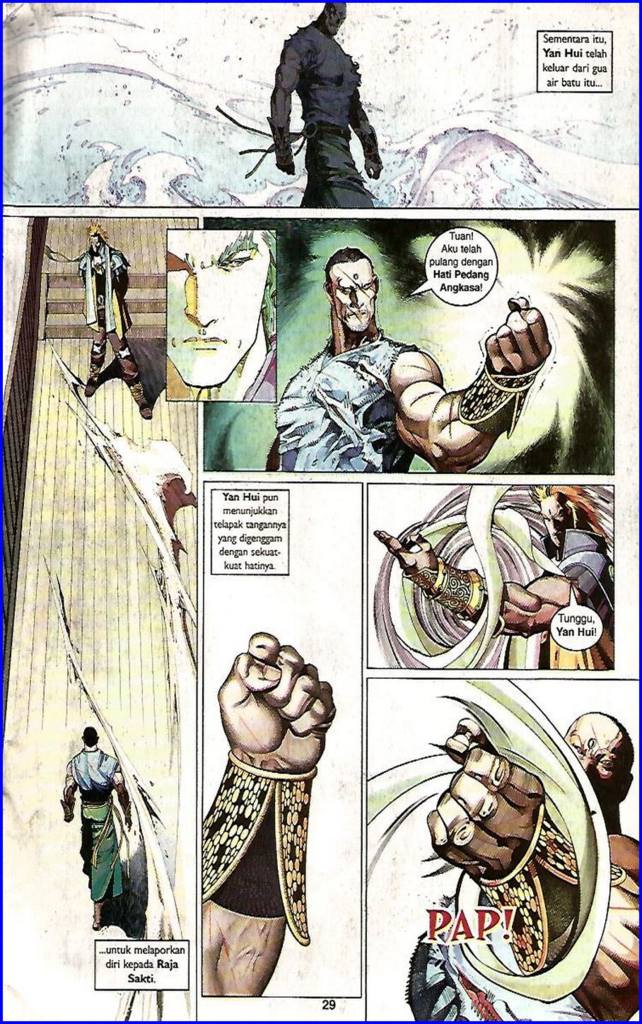 Sementara itu,
Yan Hui telah
keluar dari gua
air batu itu...
...untuk melaporkan
diri kepada Raja
Sakti.
Tuan!
Aku telah
pulang dengan
Hati Pedang
Angkasa!
Yan Hui pun
menunjukkan
telapak tangannya
yang digenggam
dengan sekuat-
kuat hatinya.
Tunggu,
Yan Hui!
PAP!
29